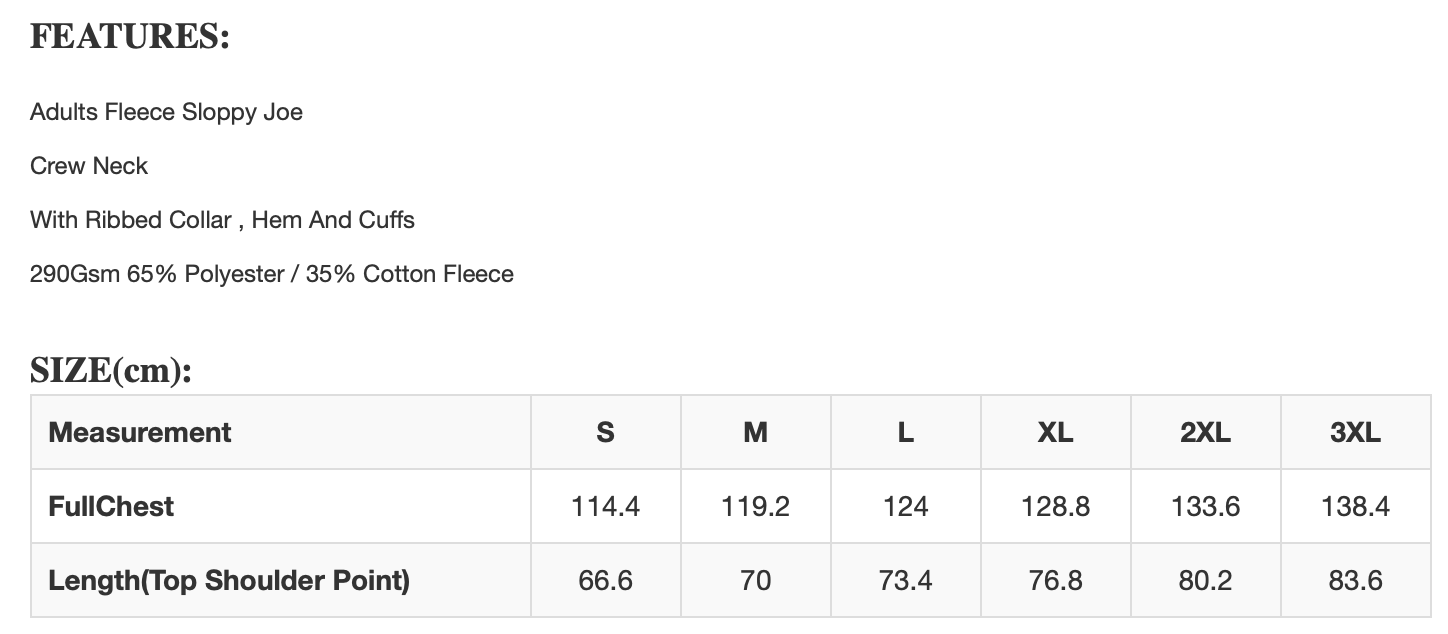 FEATURES:
Adults Fleece Sloppy Joe
Crew Neck
With Ribbed Collar , Hem And Cuffs
290Gsm 65% Polyester / 35% Cotton Fleece
SIZE(cm):
Measurement S M L XL 2XL 3XL
FullChest 114.4 119.2 124 128.8 133.6 138.4
Length(Top Shoulder Point) 66.6 70 73.4 76.8 80.2 83.6